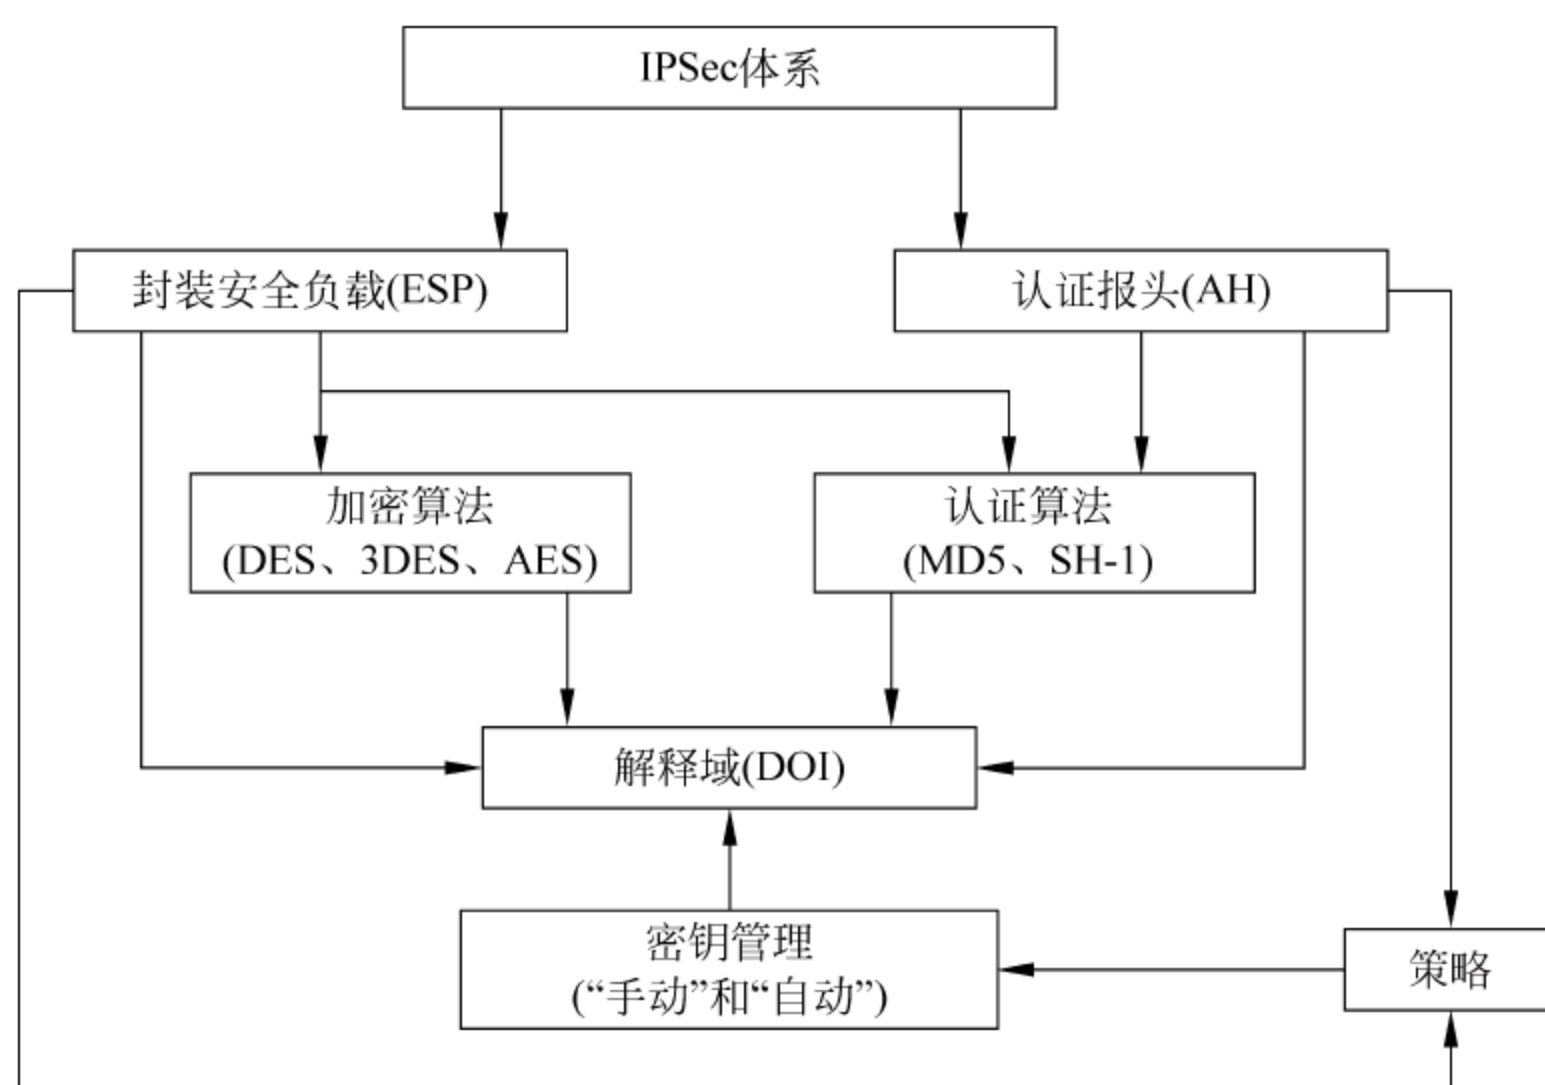 IPSec体系
封装安全负载(ESP)
认证报头(AH)
加密算法
(DES、3DES、AES)
认证算法
(MD5、SH-1)
解释域(DOI)
密钥管理
(“手动”和“自动”)
策略